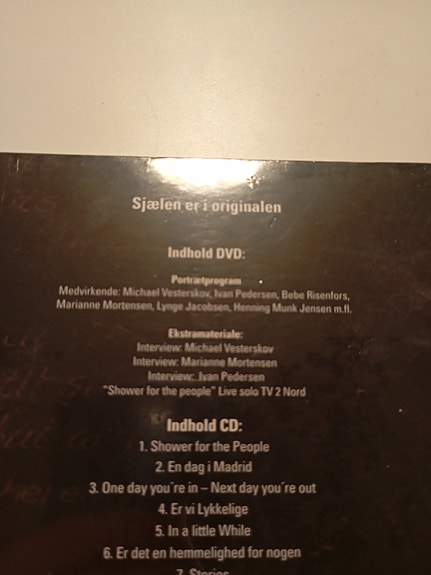 Sjælen er i originalen
Indhold DVD:
Portrætprogram
Medvirkende: Michael Vesterskov, Ivan Pedersen, Bebe Risenfors,
Marianne Mortensen, Lynge Jacobsen, Henning Munk Jensen m.fl.
Ekstramateriale:
Interview: Michael Vesterskov
Interview: Marianne Mortensen
Interview: Ivan Pedersen
"Shower for the people" Live solo TV 2 Nord
Indhold CD:
1. Shower for the People
2. En dag i Madrid
3. One day you´re in – Next day you´re out
4. Er vi Lykkelige
5. In a little While
6. Er det en hemmelighed for nogen
7. Stories